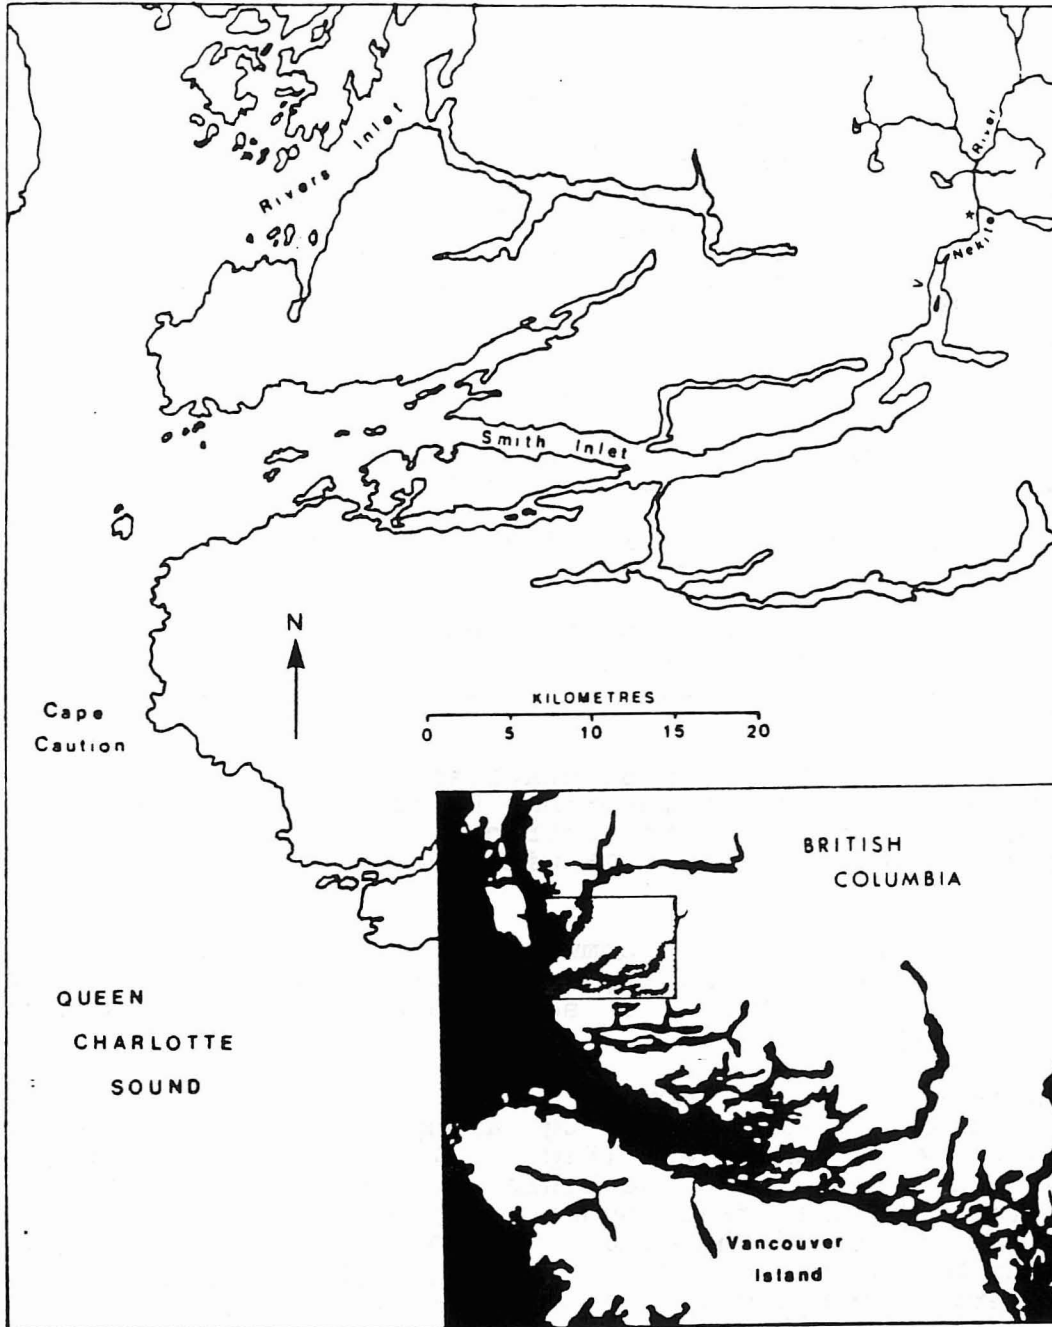 Rivers Inlet
River
*
Nekite
V
Smith Inlet
N
Cape
Caution
KILOMETRES
0 5 10 15 20
BRITISH
COLUMBIA
QUEEN
CHARLOTTE
SOUND
Vancouver
Island